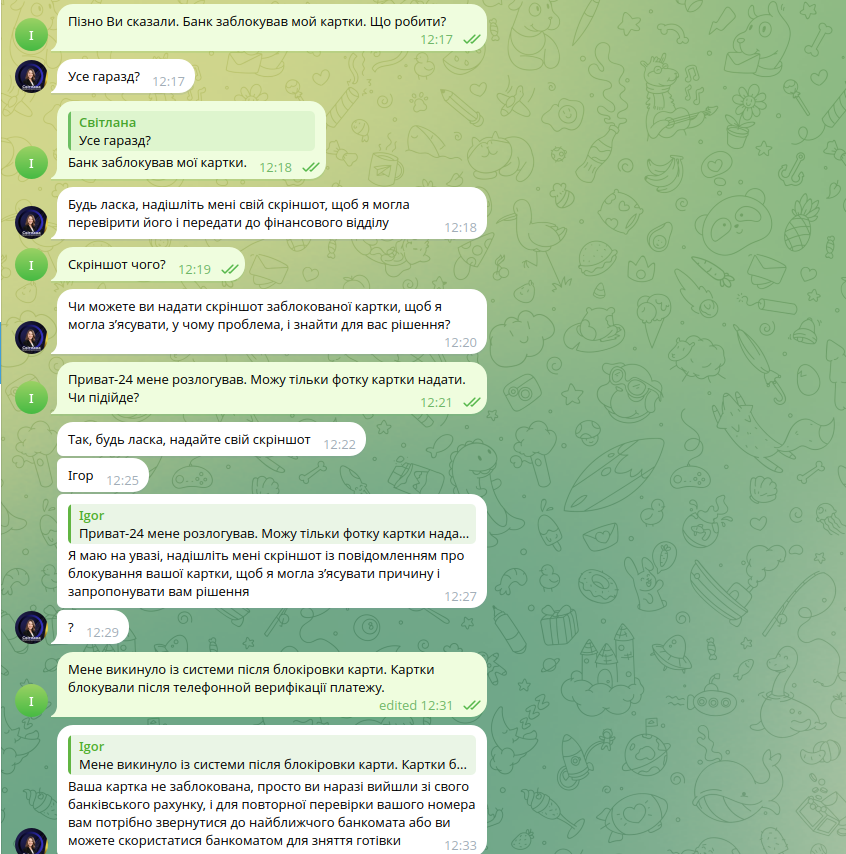 Пізно Ви сказали. Банк заблокував мой картки. Що робити?
12:17
Усе гаразд? 12:17
Світлана
Усе гаразд?
Банк заблокував мої картки. 12:18
Будь ласка, надішліть мені свій скріншот, щоб я могла
перевірити його і передати до фінансового відділу
12:18
Скріншот чого? 12:19
Чи можете ви надати скріншот заблокованої картки, щоб я
могла з’ясувати, у чому проблема, і знайти для вас рішення?
12:20
Приват-24 мене розлогував. Можу тільки фотку картки надати.
Чи підійде?
12:21
Так, будь ласка, надайте свій скріншот 12:22
Ігор 12:25
Igor
Приват-24 мене розлогував. Можу тільки фотку картки нада...
Я маю на увазі, надішліть мені скріншот із повідомленням про
блокування вашої картки, щоб я могла з’ясувати причину і
запропонувати вам рішення
12:27
? 12:29
Мене викинуло із системи після блокіровки карти. Картки
блокували після телефонной верифікації платежу.
edited 12:31
Igor
Мене викинуло із системи після блокіровки карти. Картки б...
Ваша картка не заблокована, просто ви наразі вийшли зі свого
банківського рахунку, і для повторної перевірки вашого номера
вам потрібно звернутися до найближчого банкомата або ви
можете скористатися банкоматом для зняття готівки
12:33